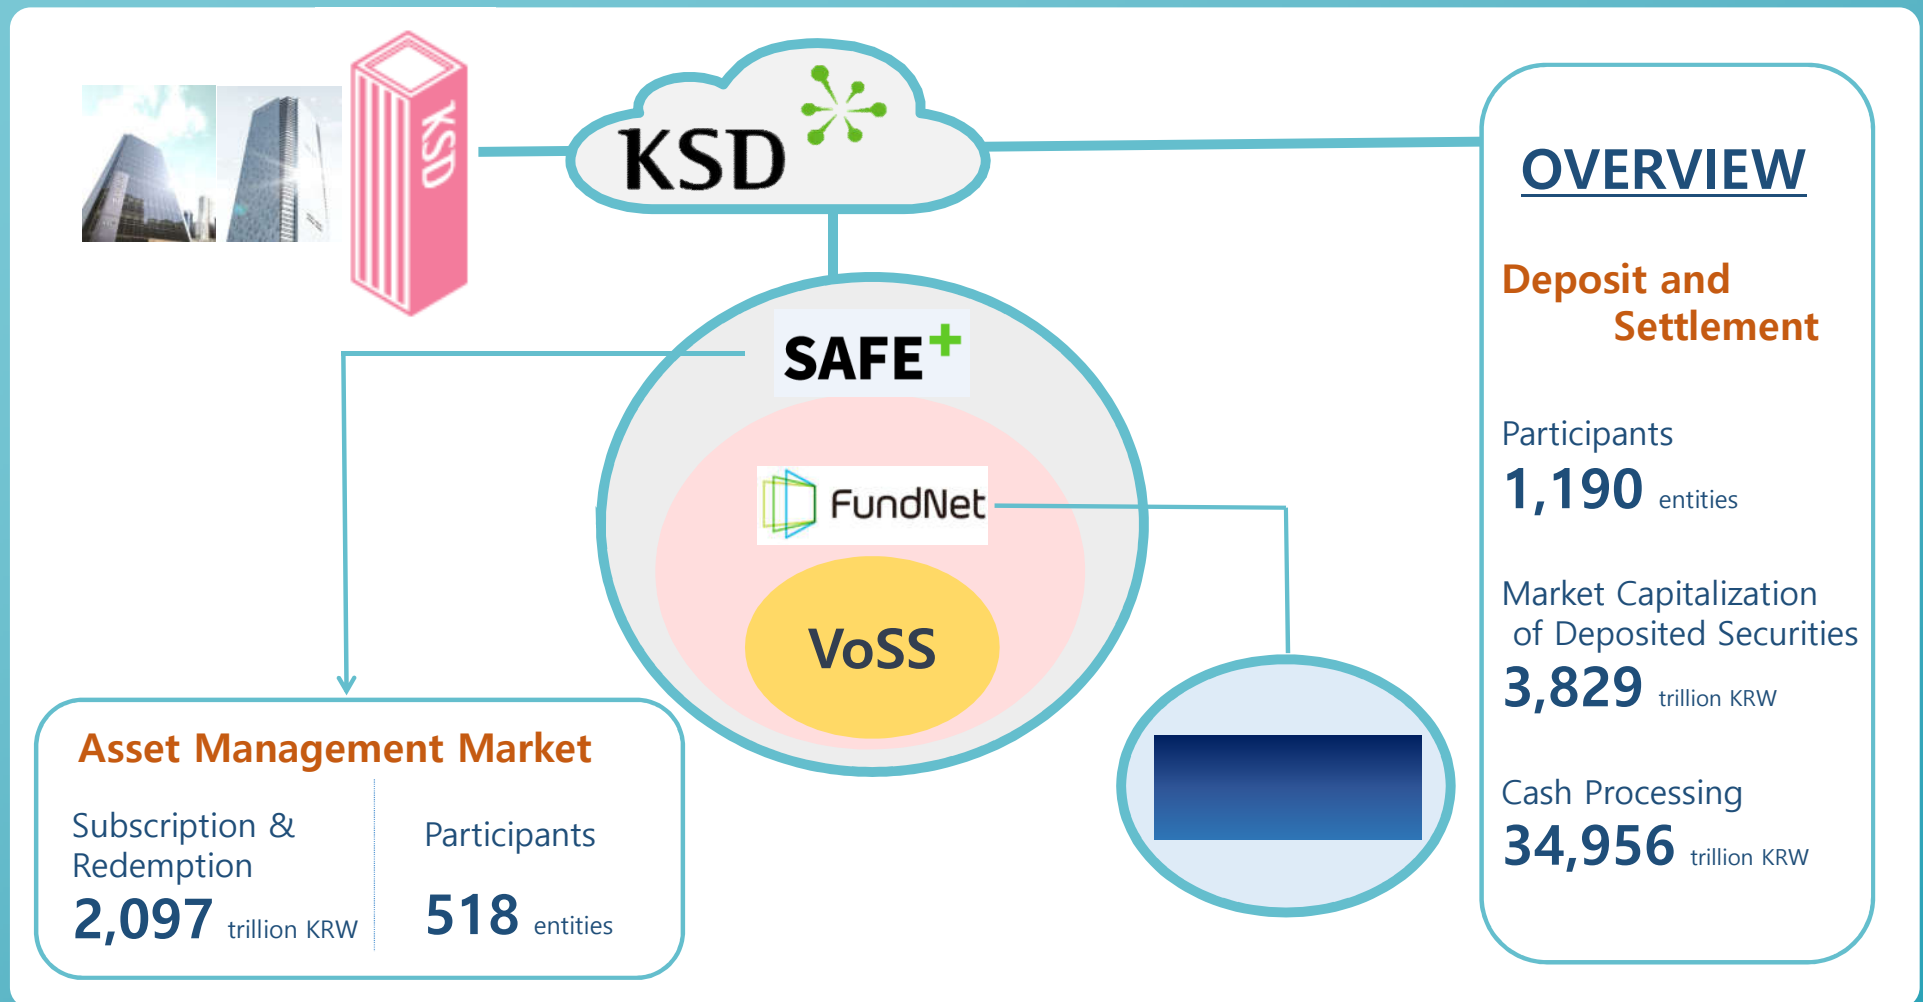 KSD
KSD
SAFE+
FundNet
VoSS
Asset Management Market
Subscription &
Redemption
2,097 trillion KRW
Participants
518 entities
OVERVIEW
Deposit and
Settlement
Participants
1,190 entities
Market Capitalization
of Deposited Securities
3,829 trillion KRW
Cash Processing
34,956 trillion KRW